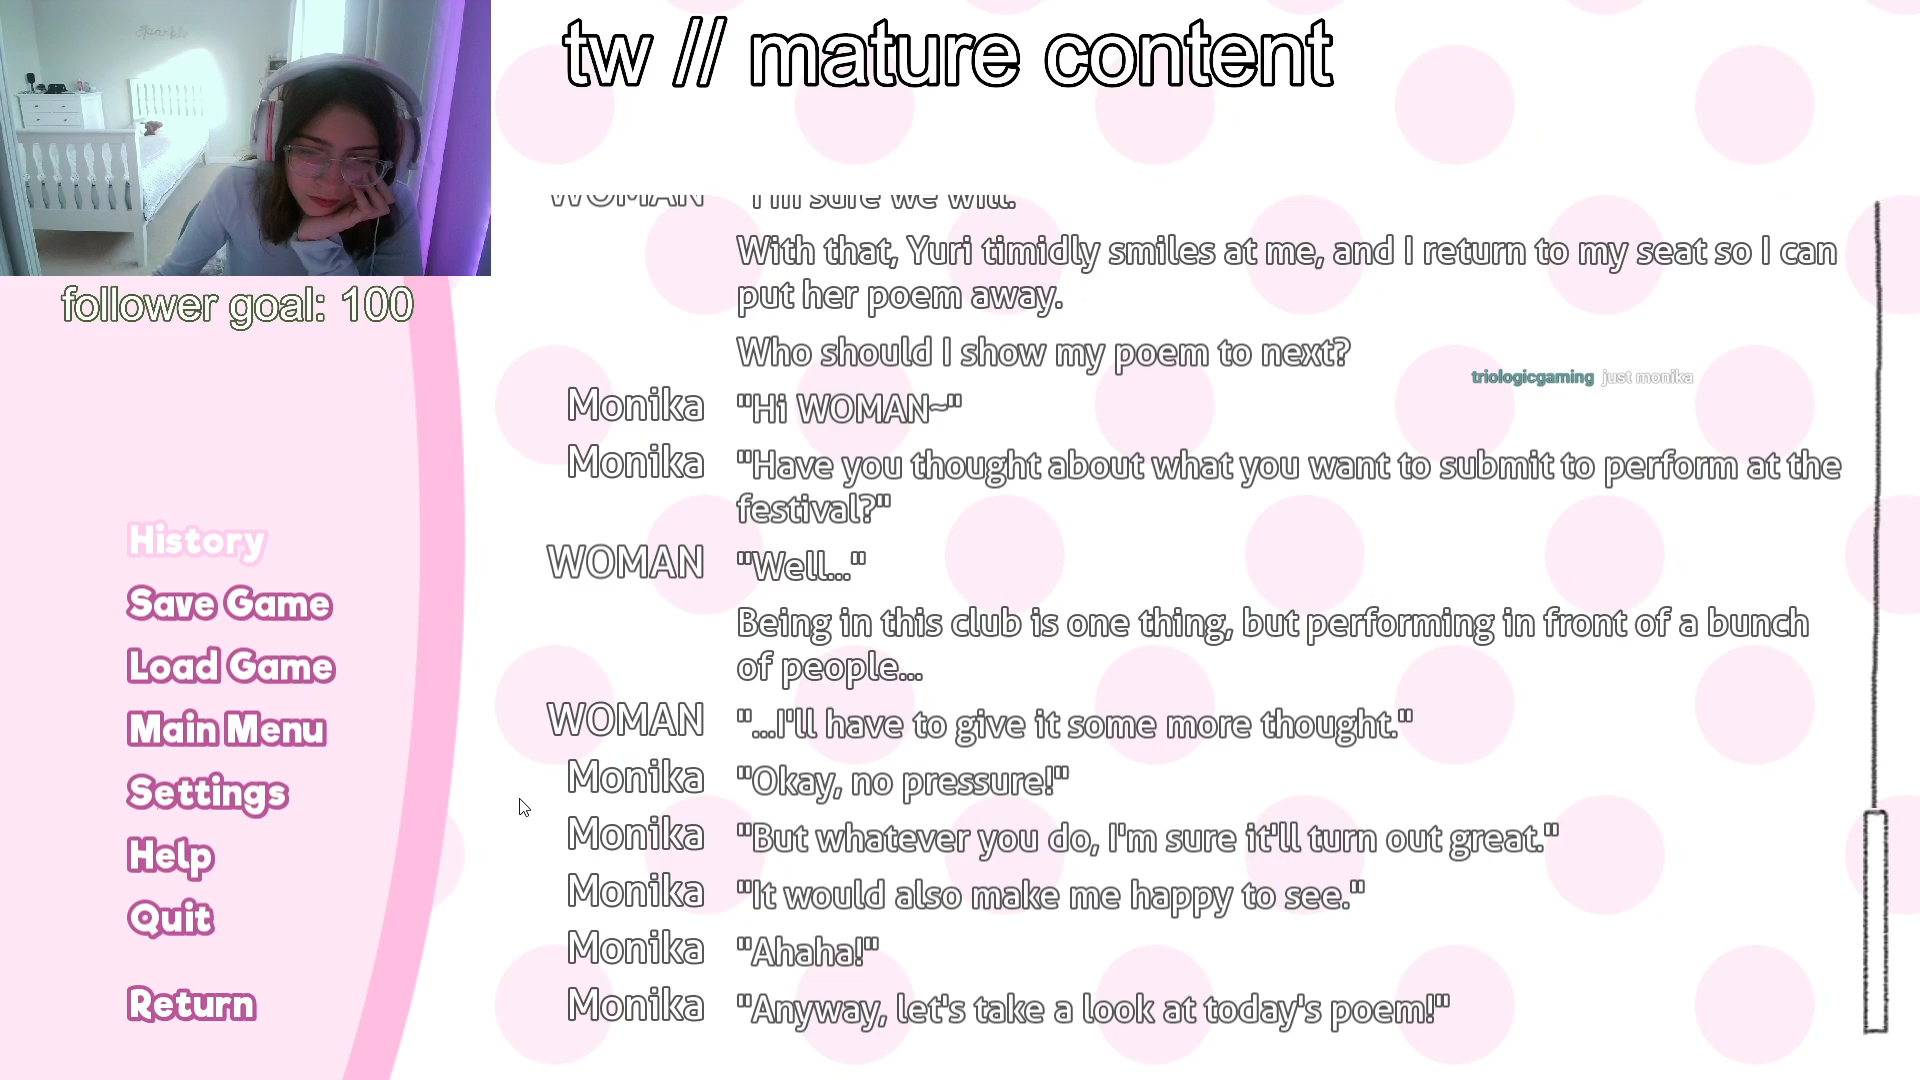 tw // mature content
follower goal: 100
WOMAN "I'm sure we will."
With that, Yuri timidly smiles at me, and I return to my seat so I can
put her poem away.
Who should I show my poem to next?
triologicgaming just monika
Monika "Hi WOMAN~"
Monika "Have you thought about what you want to submit to perform at the
festival?"
WOMAN "Well..."
Being in this club is one thing, but performing in front of a bunch
of people...
WOMAN "...I'll have to give it some more thought."
Monika "Okay, no pressure!"
Monika "But whatever you do, I'm sure it'll turn out great."
Monika "It would also make me happy to see."
Monika "Ahaha!"
Monika "Anyway, let's take a look at today's poem!"
History
Save Game
Load Game
Main Menu
Settings
Help
Quit
Return